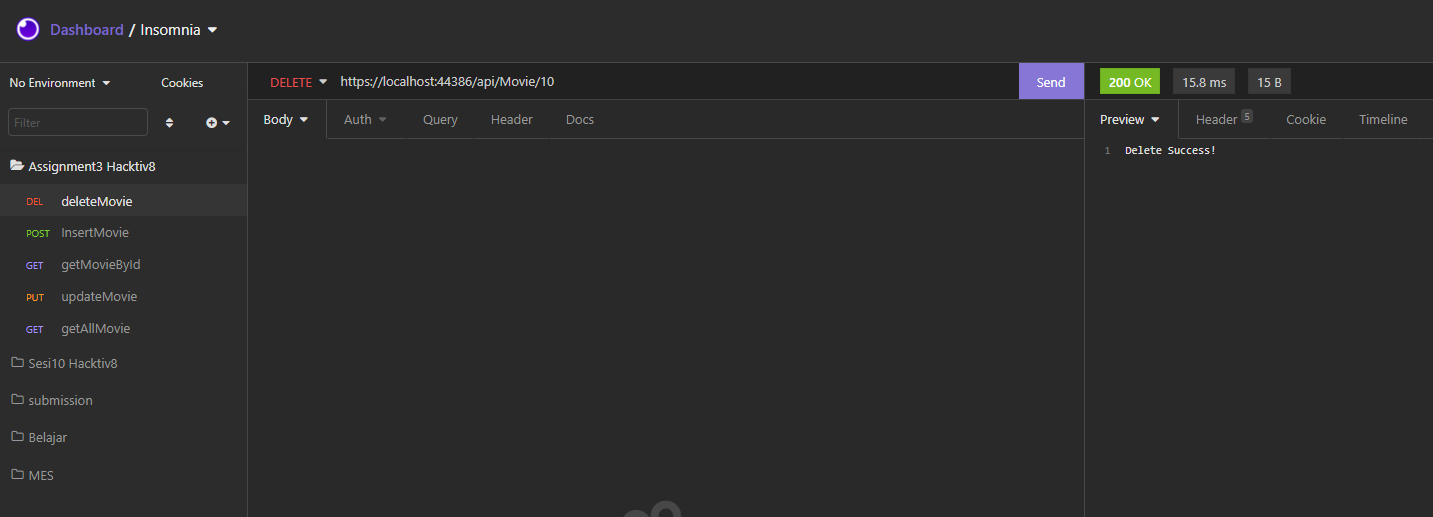 Dashboard / Insomnia
No Environment
Cookies
DELETE
https://localhost:44386/api/Movie/10
Send
200 OK
15.8 ms
15 B
Filter
Body
Auth
Query
Header
Docs
Preview
Header 5
Cookie
Timeline
1 Delete Success!
Assignment3 Hacktiv8
DEL deleteMovie
POST InsertMovie
GET getMovieById
PUT updateMovie
GET getAllMovie
Sesi10 Hacktiv8
submission
Belajar
MES